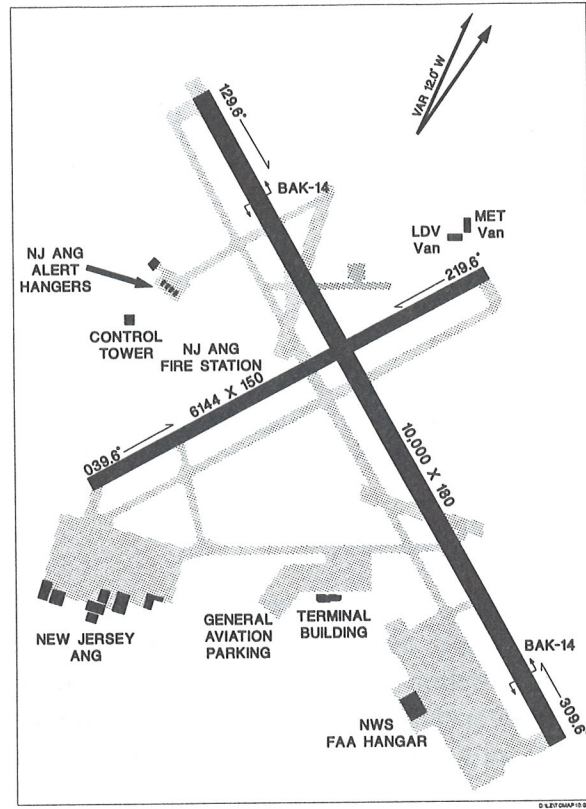 VAR 12.0° W
129.6°
BAK-14
MET
Van
LDV
Van
NJ ANG
ALERT
HANGERS
219.6°
CONTROL
TOWER
NJ ANG
FIRE STATION
6144 X 150
039.6°
10,000 X 180
NEW JERSEY
ANG
GENERAL
AVIATION
PARKING
TERMINAL
BUILDING
BAK-14
309.6°
NWS
FAA HANGAR